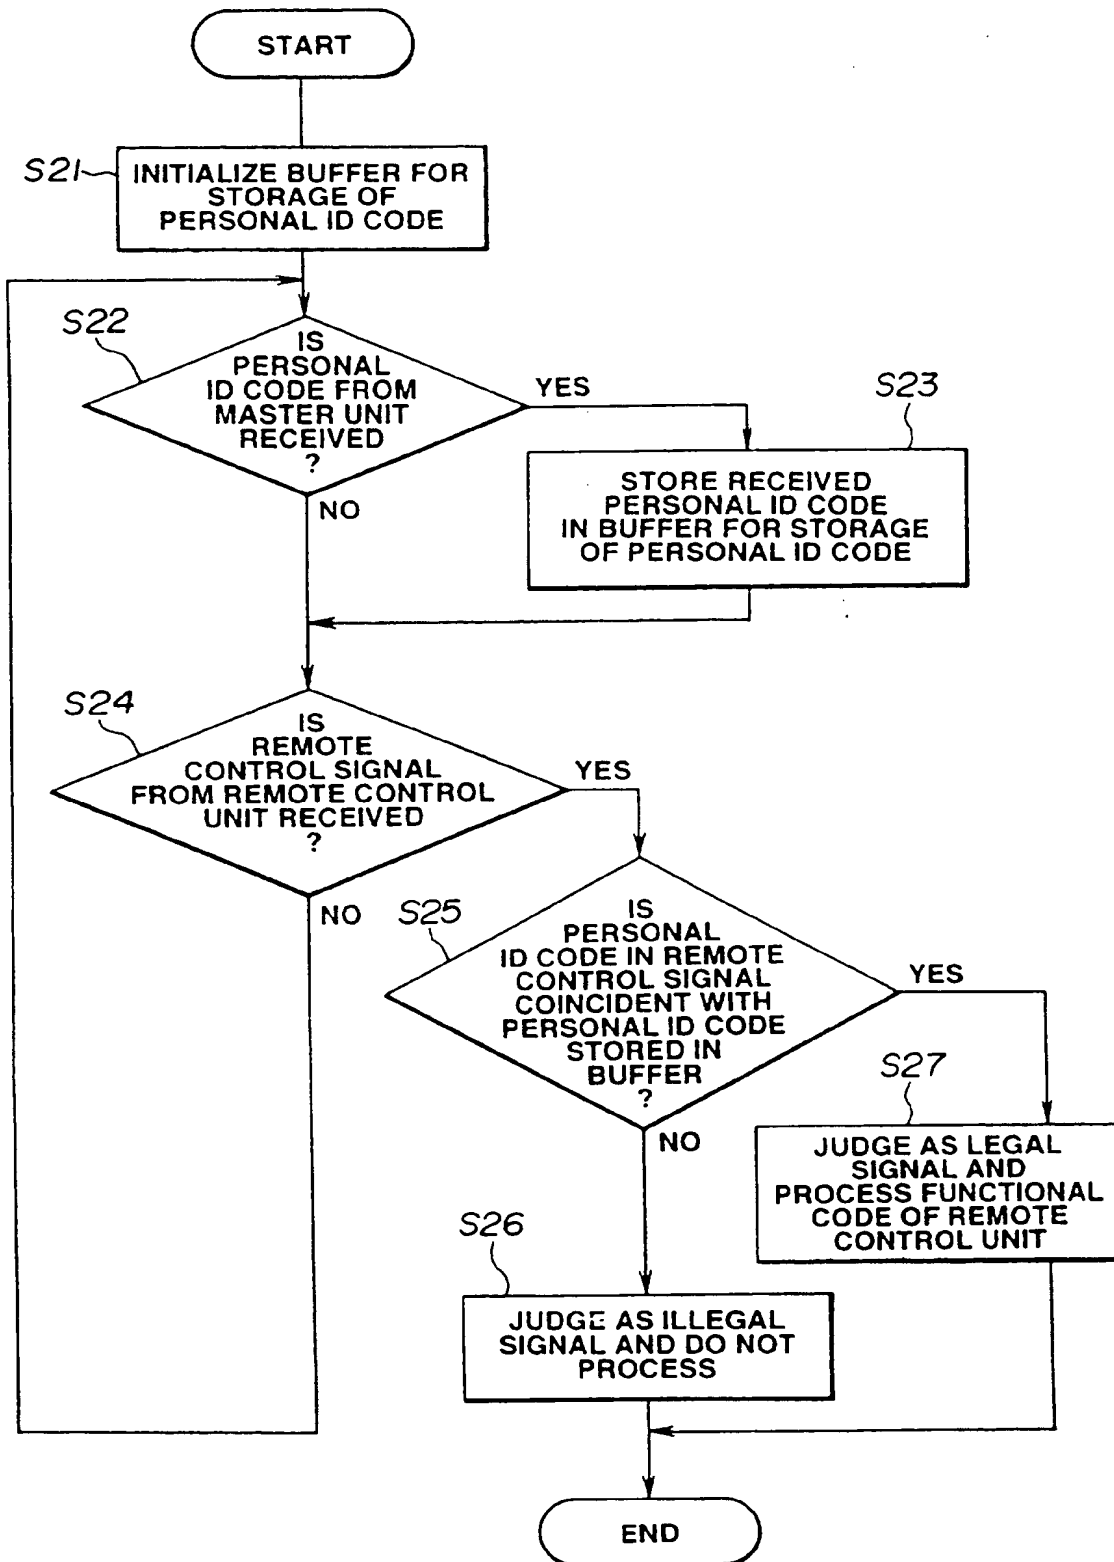 START
S21
INITIALIZE BUFFER FOR
STORAGE OF
PERSONAL ID CODE
S22
IS
PERSONAL
ID CODE FROM
MASTER UNIT
RECEIVED
?
YES
NO
S23
STORE RECEIVED
PERSONAL ID CODE
IN BUFFER FOR STORAGE
OF PERSONAL ID CODE
S24
IS
REMOTE
CONTROL SIGNAL
FROM REMOTE CONTROL
UNIT RECEIVED
?
YES
NO
S25
IS
PERSONAL
ID CODE IN REMOTE
CONTROL SIGNAL
COINCIDENT WITH
PERSONAL ID CODE
STORED IN
BUFFER
?
YES
NO
S27
JUDGE AS LEGAL
SIGNAL AND
PROCESS FUNCTIONAL
CODE OF REMOTE
CONTROL UNIT
S26
JUDGE AS ILLEGAL
SIGNAL AND DO NOT
PROCESS
END